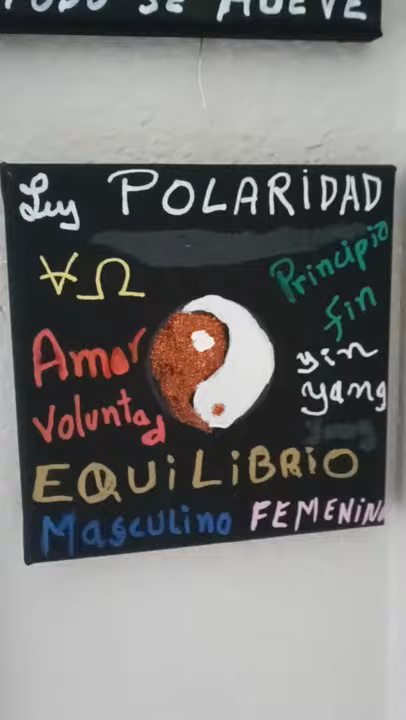 TODO SE MUEVE
Ley POLARIDAD
Principio
Fin
∀Ω
Amor
Voluntad
yin
yang
EQUiLiBRiO
Masculino FEMENINO